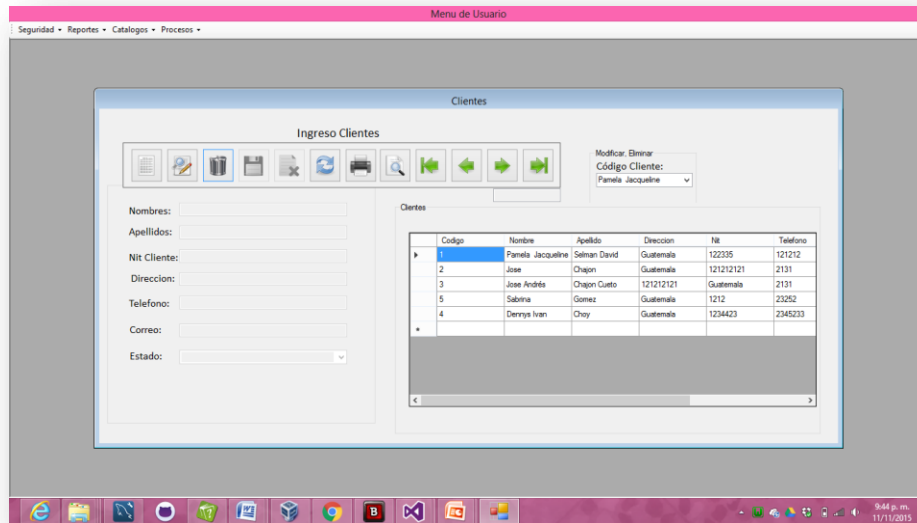 Menu de Usuario
Seguridad Reportes Catalogos Procesos
Clientes
Ingreso Clientes
Modificar, Eliminar
Código Cliente:
Pamela Jacqueline
Nombres:
Apellidos:
Nit Cliente:
Direccion:
Telefono:
Correo:
Estado:
Clientes
Codigo Nombre Apellido Direccion Nit Telefono
1 Pamela Jacqueline Selman David Guatemala 122335 121212
2 Jose Chajon Guatemala 121212121 2131
3 Jose Andrés Chajon Cueto 121212121 Guatemala 2131
5 Sabrina Gomez Guatemala 1212 23252
4 Dennys Ivan Choy Guatemala 1234423 2345233
9:44 p. m.
11/11/2015